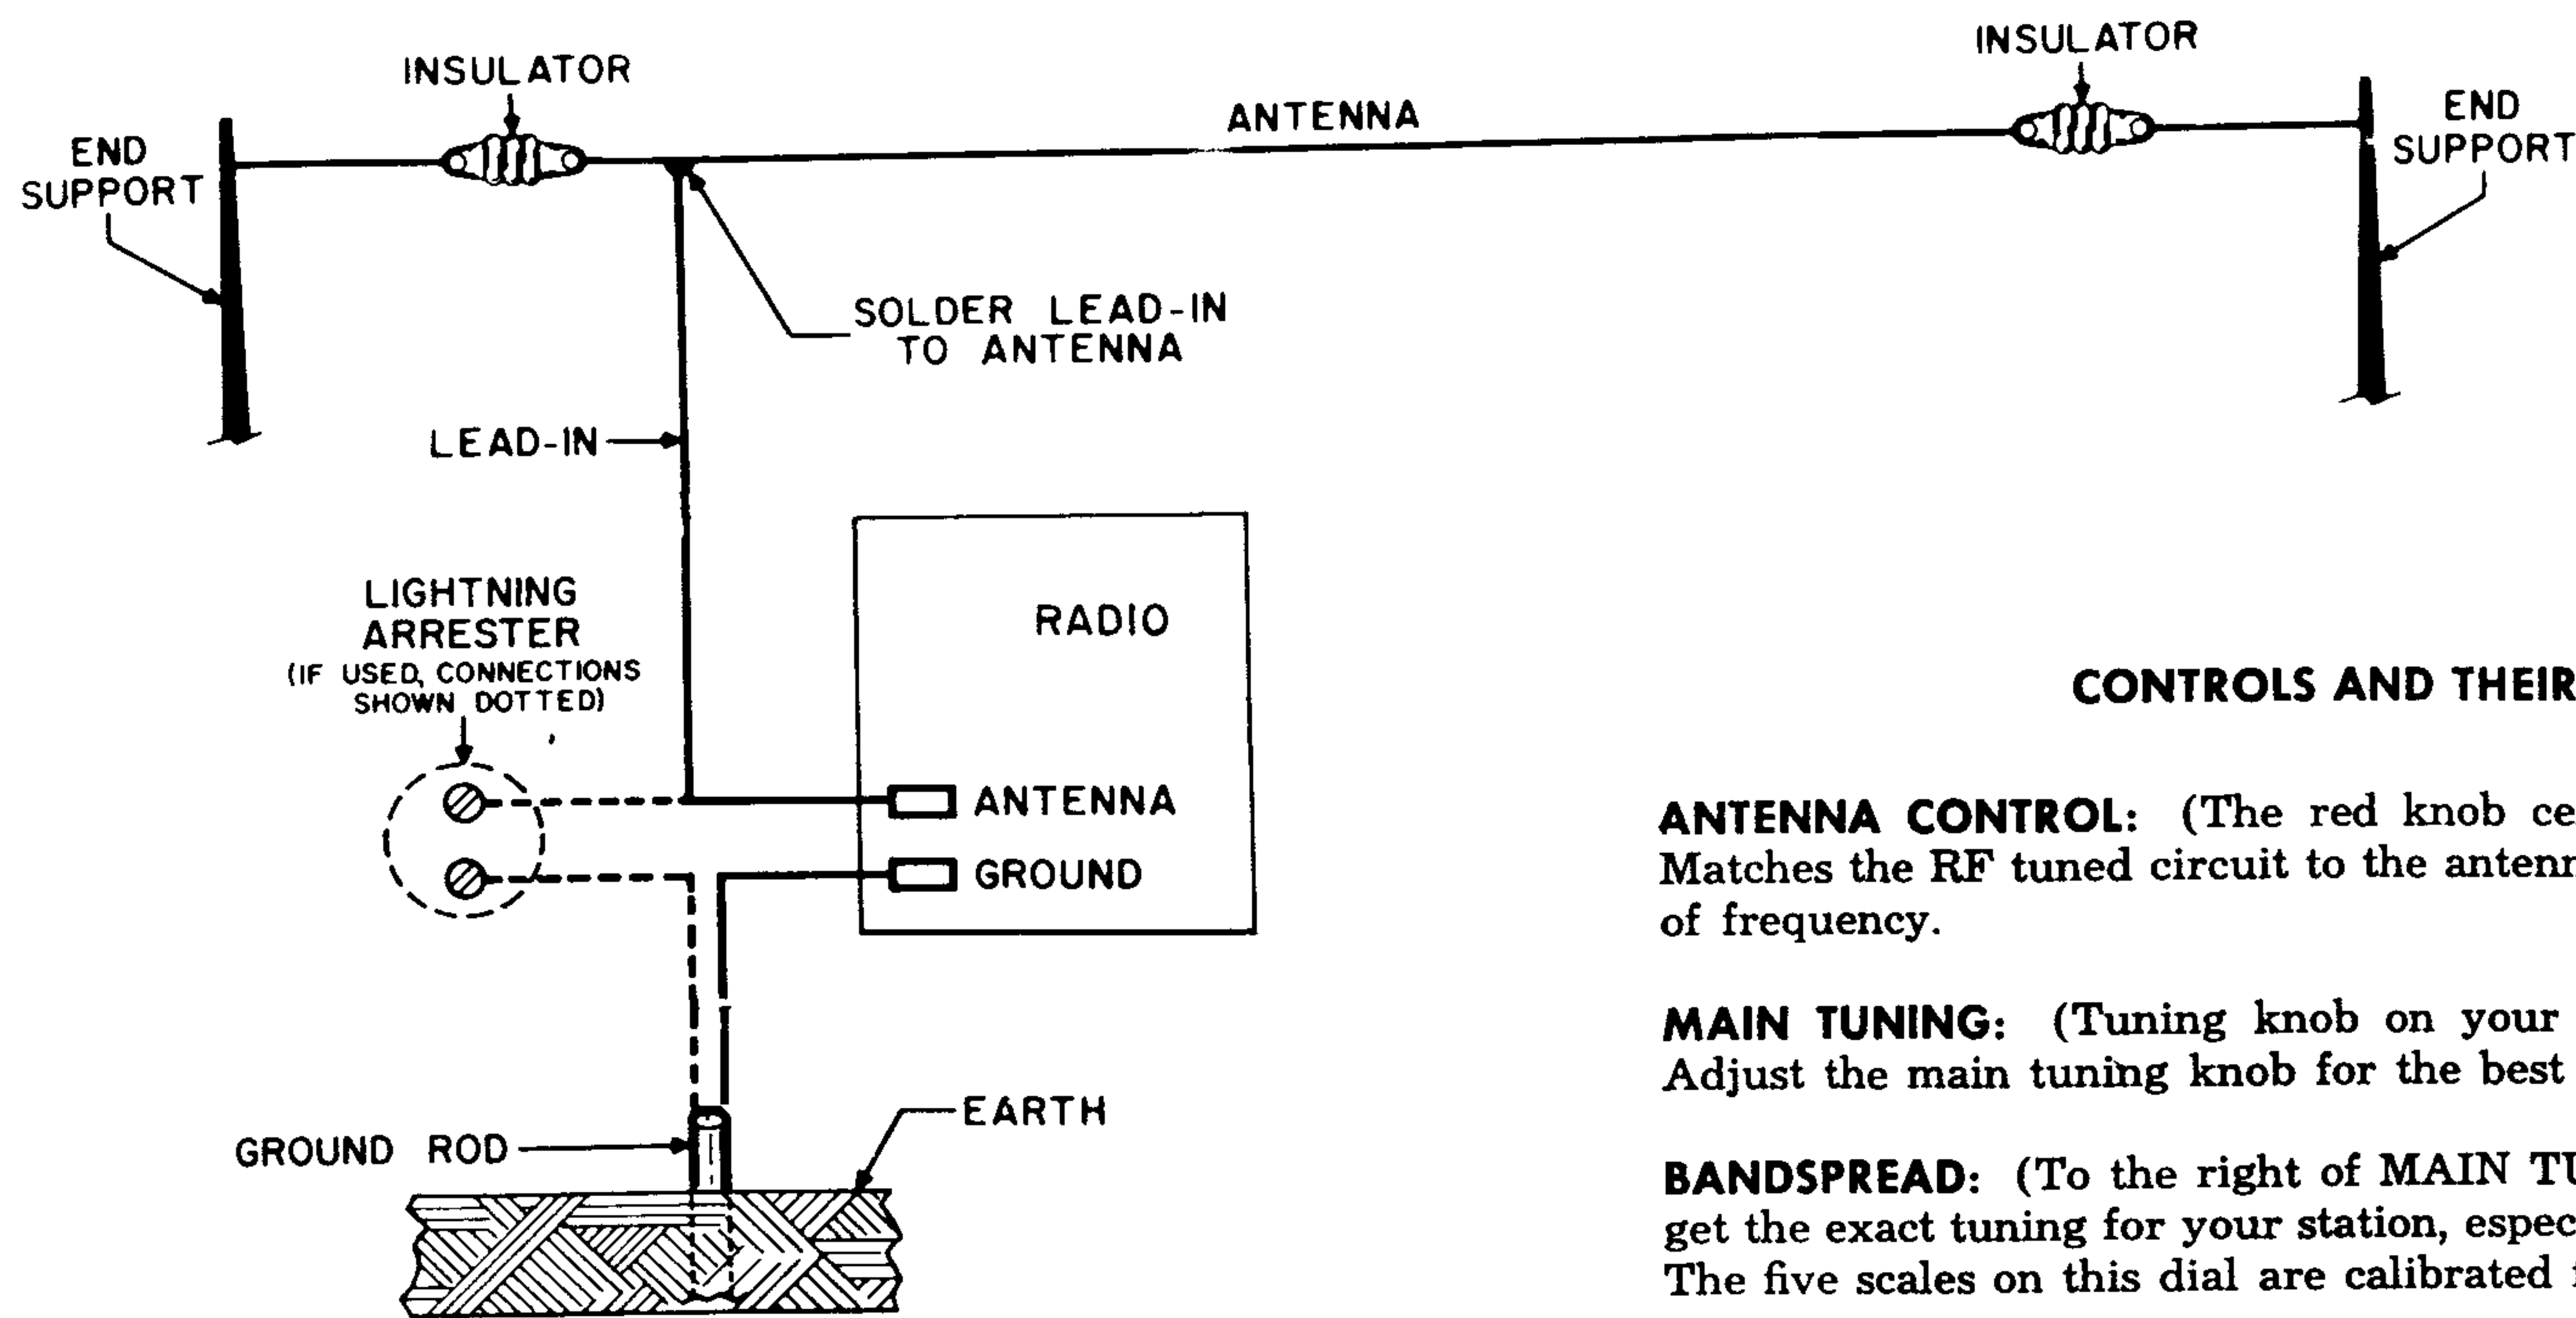 INSULATOR
INSULATOR
ANTENNA
END
SUPPORT
END
SUPPORT
SOLDER LEAD-IN
TO ANTENNA
LEAD-IN
LIGHTNING
ARRESTER
(IF USED, CONNECTIONS
SHOWN DOTTED)
RADIO
ANTENNA
GROUND
GROUND ROD
EARTH
CONTROLS AND THEIR
ANTENNA CONTROL: (The red knob ce
Matches the RF tuned circuit to the antenn
of frequency.
MAIN TUNING: (Tuning knob on your
Adjust the main tuning knob for the best
BANDSPREAD: (To the right of MAIN TU
get the exact tuning for your station, espec
The five scales on this dial are calibrated